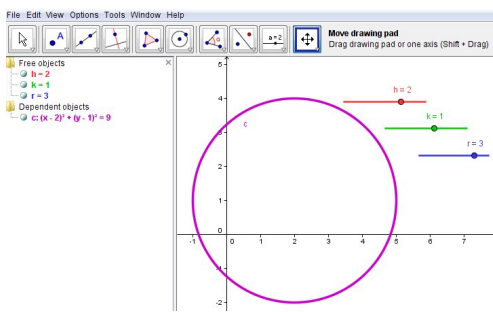 File Edit View Options Tools Window Help
A
a = 2
Move drawing pad
Drag drawing pad or one axis (Shift + Drag)
Free objects
h = 2
k = 1
r = 3
Dependent objects
c: (x - 2)² + (y - 1)² = 9
5
4
3
2
1
0
-1
-2
-1 0 1 2 3 4 5 6 7
c
h = 2
k = 1
r = 3